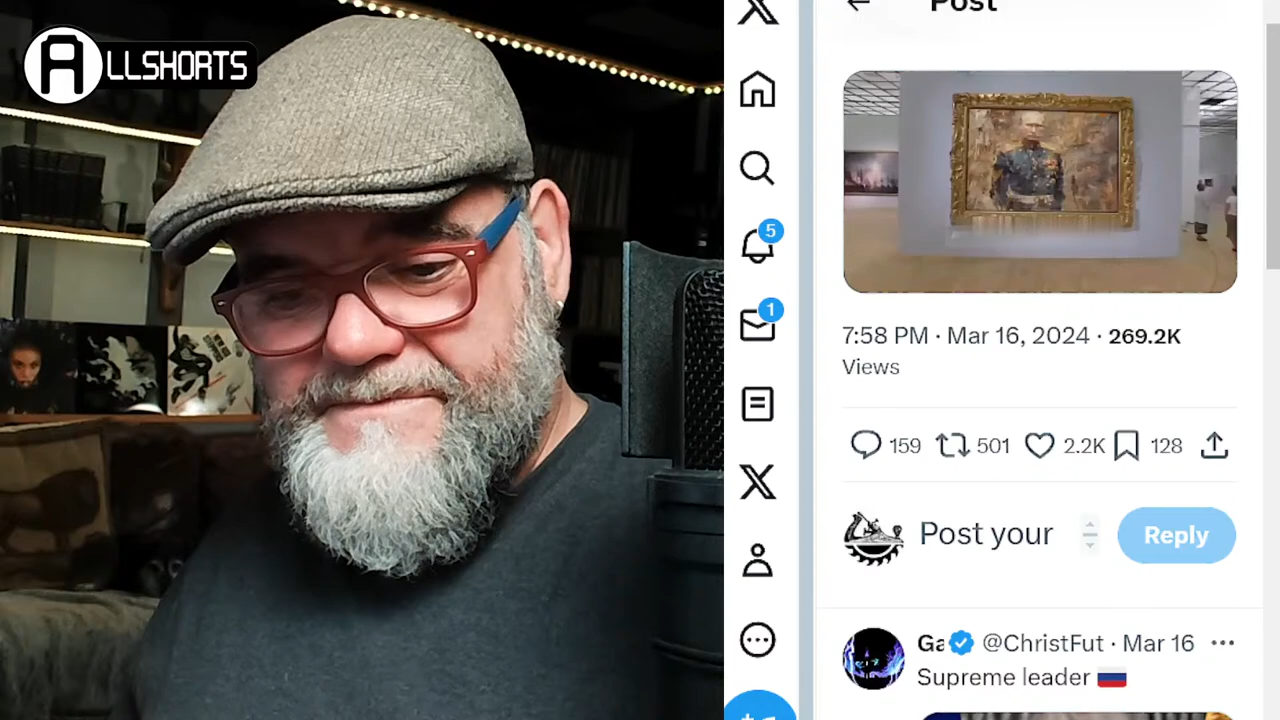 ALLSHORTS
Post
5
1
7:58 PM · Mar 16, 2024 · 269.2K
Views
159 501 2.2K 128
Post your
Reply
Ga @ChristFut · Mar 16
Supreme leader 🇷🇺